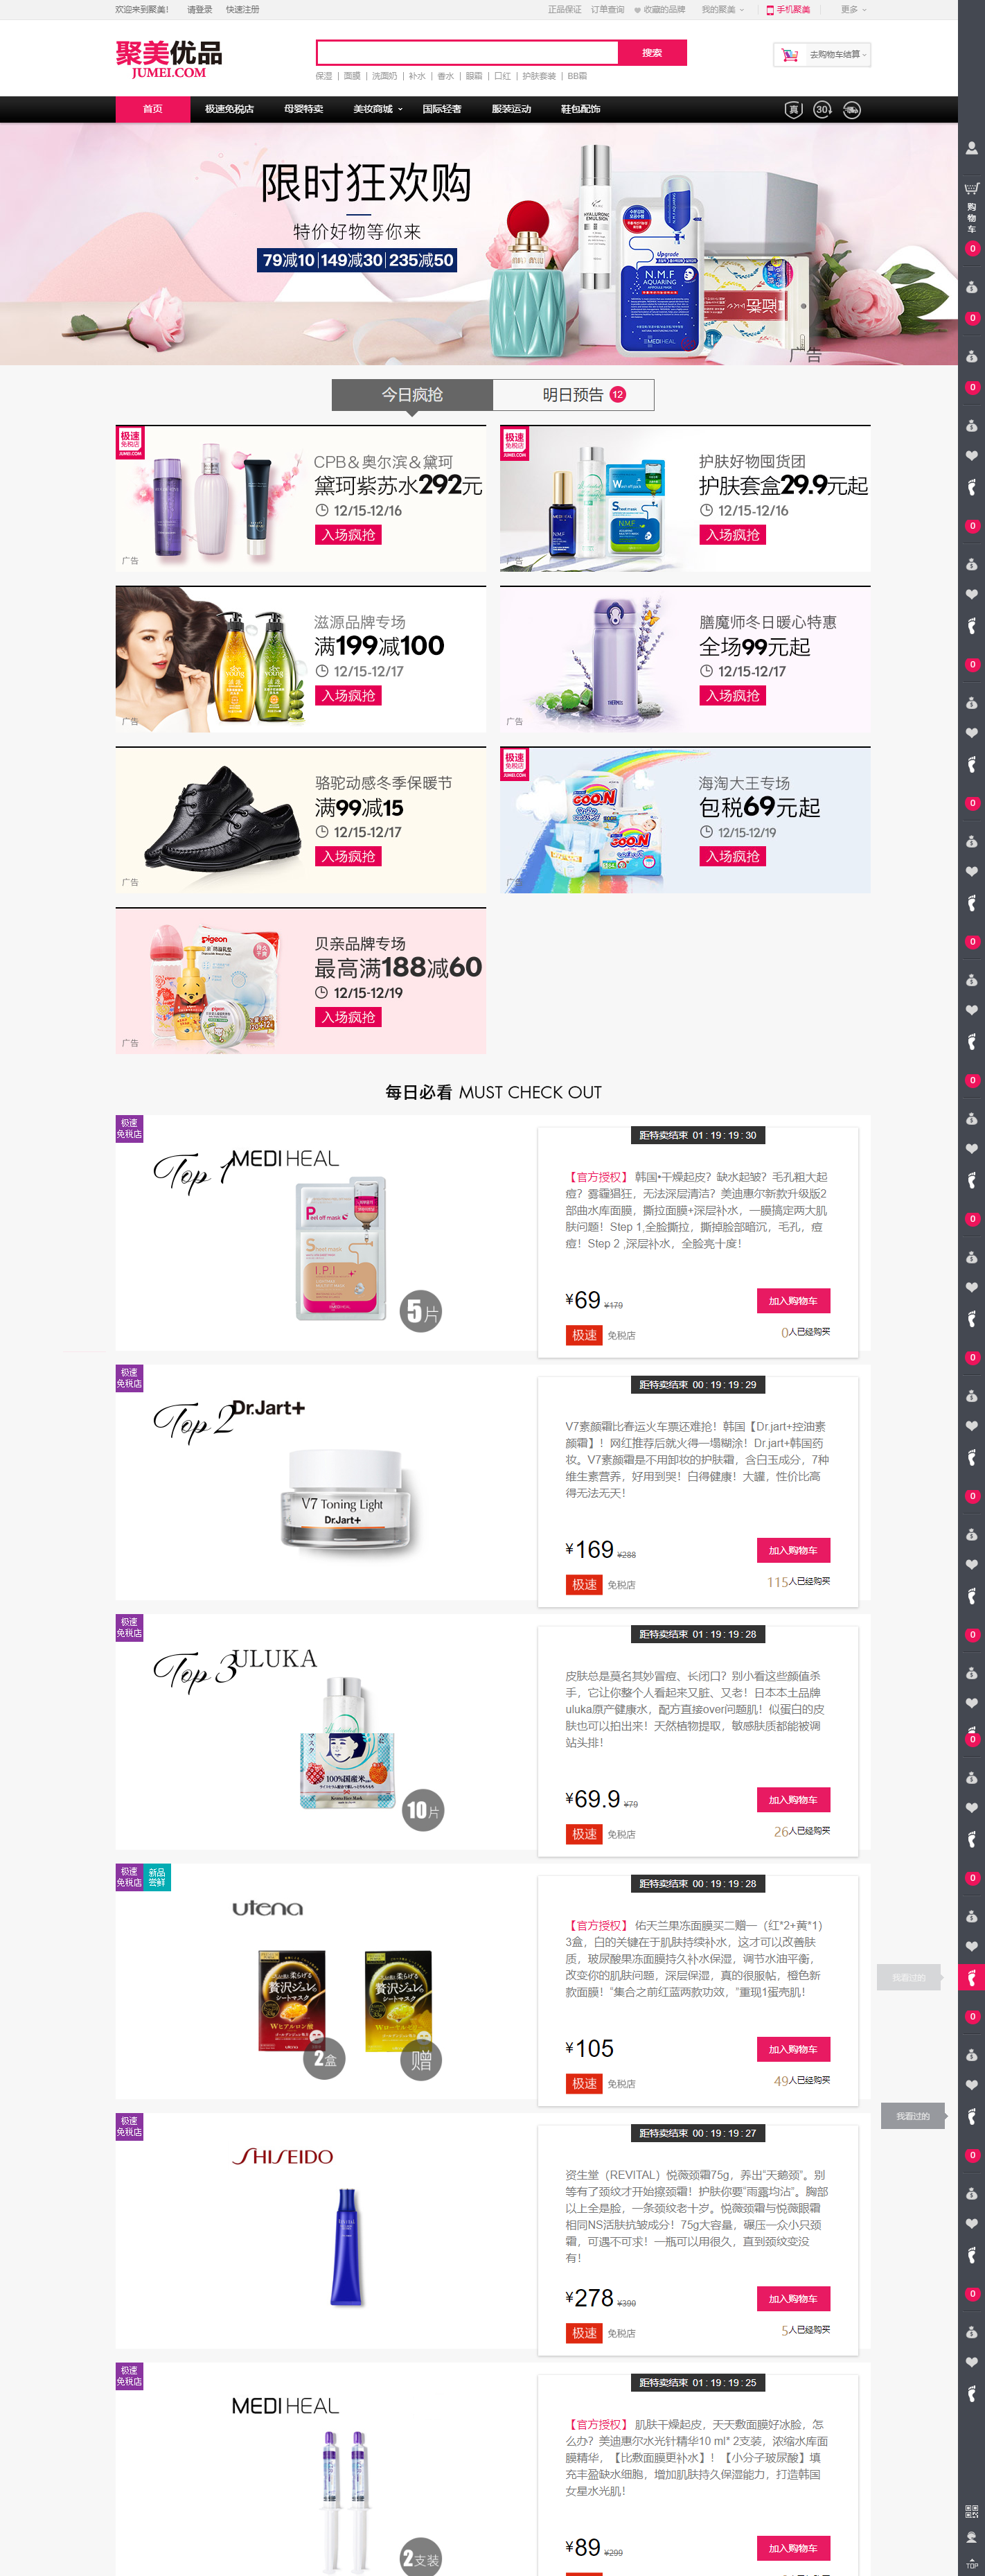 欢迎来到聚美! 请登录 快速注册 正品保证 订单查询 收藏的品牌 我的聚美 手机聚美 更多
聚美优品
JUMEI.COM
搜索
去购物车结算
保湿 | 面膜 | 洗面奶 | 补水 | 香水 | 眼霜 | 口红 | 护肤套装 | BB霜
首页 极速免税店 母婴特卖 美妆商城 国际轻奢 服装运动 鞋包配饰
真 30
购物车
0
限时狂欢购
特价好物等你来
79减10|149减30|235减50
HYALURONIC
EMULSION
Upgrade
N.M.F
AQUARING
MEDIHEAL
广告
今日疯抢 明日预告 12
极速
免税店
JUMEI.COM
CPB&奥尔滨&黛珂
黛珂紫苏水292元
12/15-12/16
入场疯抢
广告
极速
免税店
JUMEI.COM
护肤好物囤货团
护肤套盒29.9元起
12/15-12/16
入场疯抢
广告
滋源品牌专场
满199减100
12/15-12/17
入场疯抢
广告
膳魔师冬日暖心特惠
全场99元起
12/15-12/17
入场疯抢
广告
骆驼动感冬季保暖节
满99减15
12/15-12/17
入场疯抢
广告
极速
免税店
JUMEI.COM
海淘大王专场
包税69元起
12/15-12/19
入场疯抢
GOO.N
GOO.N
广告
贝亲品牌专场
最高满188减60
12/15-12/19
入场疯抢
pigeon
广告
每日必看 MUST CHECK OUT
极速
免税店
Top 1
MEDIHEAL
Peel off mask
Sheet mask
I.P.I
5片
距特卖结束 01 : 19 : 19 : 30
【官方授权】 韩国•干燥起皮？缺水起皱？毛孔粗大起
痘？雾霾猖狂，无法深层清洁？美迪惠尔新款升级版2
部曲水库面膜，撕拉面膜+深层补水，一膜搞定两大肌
肤问题！Step 1,全脸撕拉，撕掉脸部暗沉，毛孔，痘
痘！Step 2 ,深层补水，全脸亮十度！
¥69 ¥179
加入购物车
极速 免税店
0人已经购买
极速
免税店
Top 2
Dr.Jart+
V7 Toning Light
Dr.Jart+
距特卖结束 00 : 19 : 19 : 29
V7素颜霜比春运火车票还难抢！韩国【Dr.jart+控油素
颜霜】！网红推荐后就火得一塌糊涂！Dr.jart+韩国药
妆。V7素颜霜是不用卸妆的护肤霜，含白玉成分，7种
维生素营养，好用到哭！白得健康！大罐，性价比高
得无法无天！
¥169 ¥288
加入购物车
极速 免税店
115人已经购买
极速
免税店
Top 3
ULUKA
100%国産米
10片
距特卖结束 01 : 19 : 19 : 28
皮肤总是莫名其妙冒痘、长闭口？别小看这些颜值杀
手，它让你整个人看起来又脏、又老！日本本土品牌
uluka原产健康水，配方直接over问题肌！似蛋白的皮
肤也可以拍出来！天然植物提取，敏感肤质都能被调
站头排！
¥69.9 ¥79
加入购物车
极速 免税店
26人已经购买
极速
免税店
新品
尝鲜
utena
贅沢ジュレの
シートマスク
2盒
贅沢ジュレの
シートマスク
赠
距特卖结束 00 : 19 : 19 : 28
【官方授权】 佑天兰果冻面膜买二赠一（红*2+黄*1）
3盒，白的关键在于肌肤持续补水，这才可以改善肤
质，玻尿酸果冻面膜持久补水保湿，调节水油平衡，
改变你的肌肤问题，深层保湿，真的很服帖，橙色新
款面膜！"集合之前红蓝两款功效，"重现1蛋壳肌！
¥105
加入购物车
极速 免税店
49人已经购买
我看过的
我看过的
极速
免税店
SHISEIDO
距特卖结束 00 : 19 : 19 : 27
资生堂（REVITAL）悦薇颈霜75g，养出"天鹅颈"。别
等有了颈纹才开始擦颈霜！护肤你要"雨露均沾"。胸部
以上全是脸，一条颈纹老十岁。悦薇颈霜与悦薇眼霜
相同NS活肤抗皱成分！75g大容量，碾压一众小只颈
霜，可遇不可求！一瓶可以用很久，直到颈纹变没
有！
¥278 ¥390
加入购物车
极速 免税店
5人已经购买
极速
免税店
MEDIHEAL
2支装
距特卖结束 01 : 19 : 19 : 25
【官方授权】 肌肤干燥起皮，天天敷面膜好冰脸，怎
么办？美迪惠尔水光针精华10 ml* 2支装，浓缩水库面
膜精华，【比敷面膜更补水】！【小分子玻尿酸】填
充丰盈缺水细胞，增加肌肤持久保湿能力，打造韩国
女星水光肌！
¥89 ¥299
加入购物车
TOP